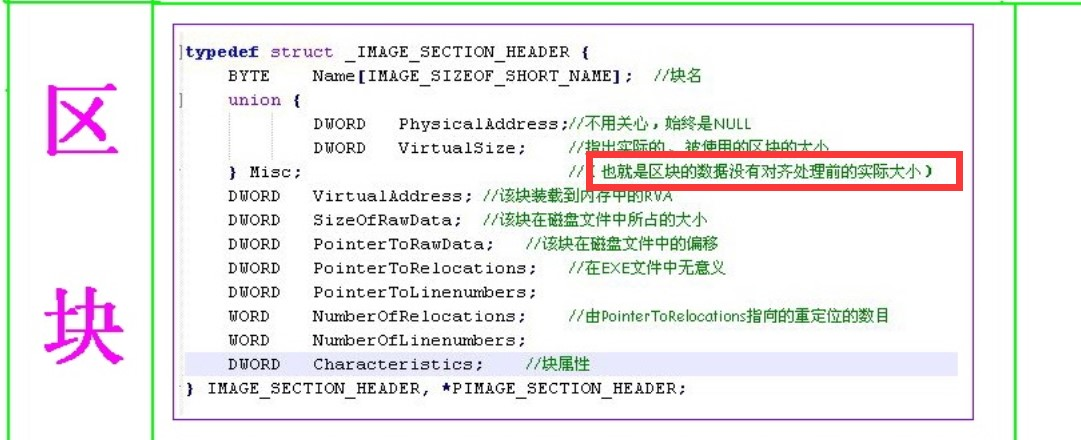 区
块
typedef struct _IMAGE_SECTION_HEADER {
BYTE Name[IMAGE_SIZEOF_SHORT_NAME]; //块名
union {
DWORD PhysicalAddress;//不用关心，始终是NULL
DWORD VirtualSize; //指出实际的、被使用的区块的大小
} Misc; //（也就是区块的数据没有对齐处理前的实际大小）
DWORD VirtualAddress; //该块装载到内存中的RVA
DWORD SizeOfRawData; //该块在磁盘文件中所占的大小
DWORD PointerToRawData; //该块在磁盘文件中的偏移
DWORD PointerToRelocations; //在EXE文件中无意义
DWORD PointerToLinenumbers;
WORD NumberOfRelocations; //由PointerToRelocations指向的重定位的数目
WORD NumberOfLinenumbers;
DWORD Characteristics; //块属性
} IMAGE_SECTION_HEADER, *PIMAGE_SECTION_HEADER;